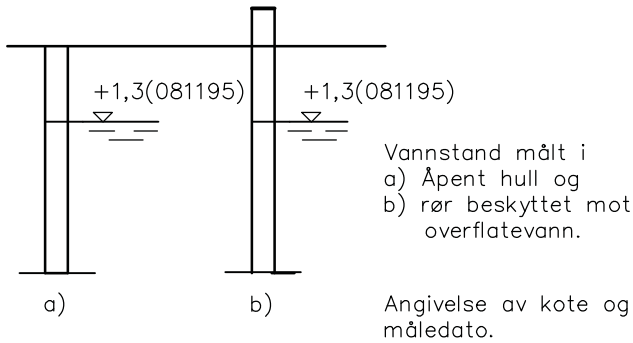 +1,3(081195) +1,3(081195)
Vannstand målt i
a) Åpent hull og
b) rør beskyttet mot
overflatevann.
a) b) Angivelse av kote og
måledato.